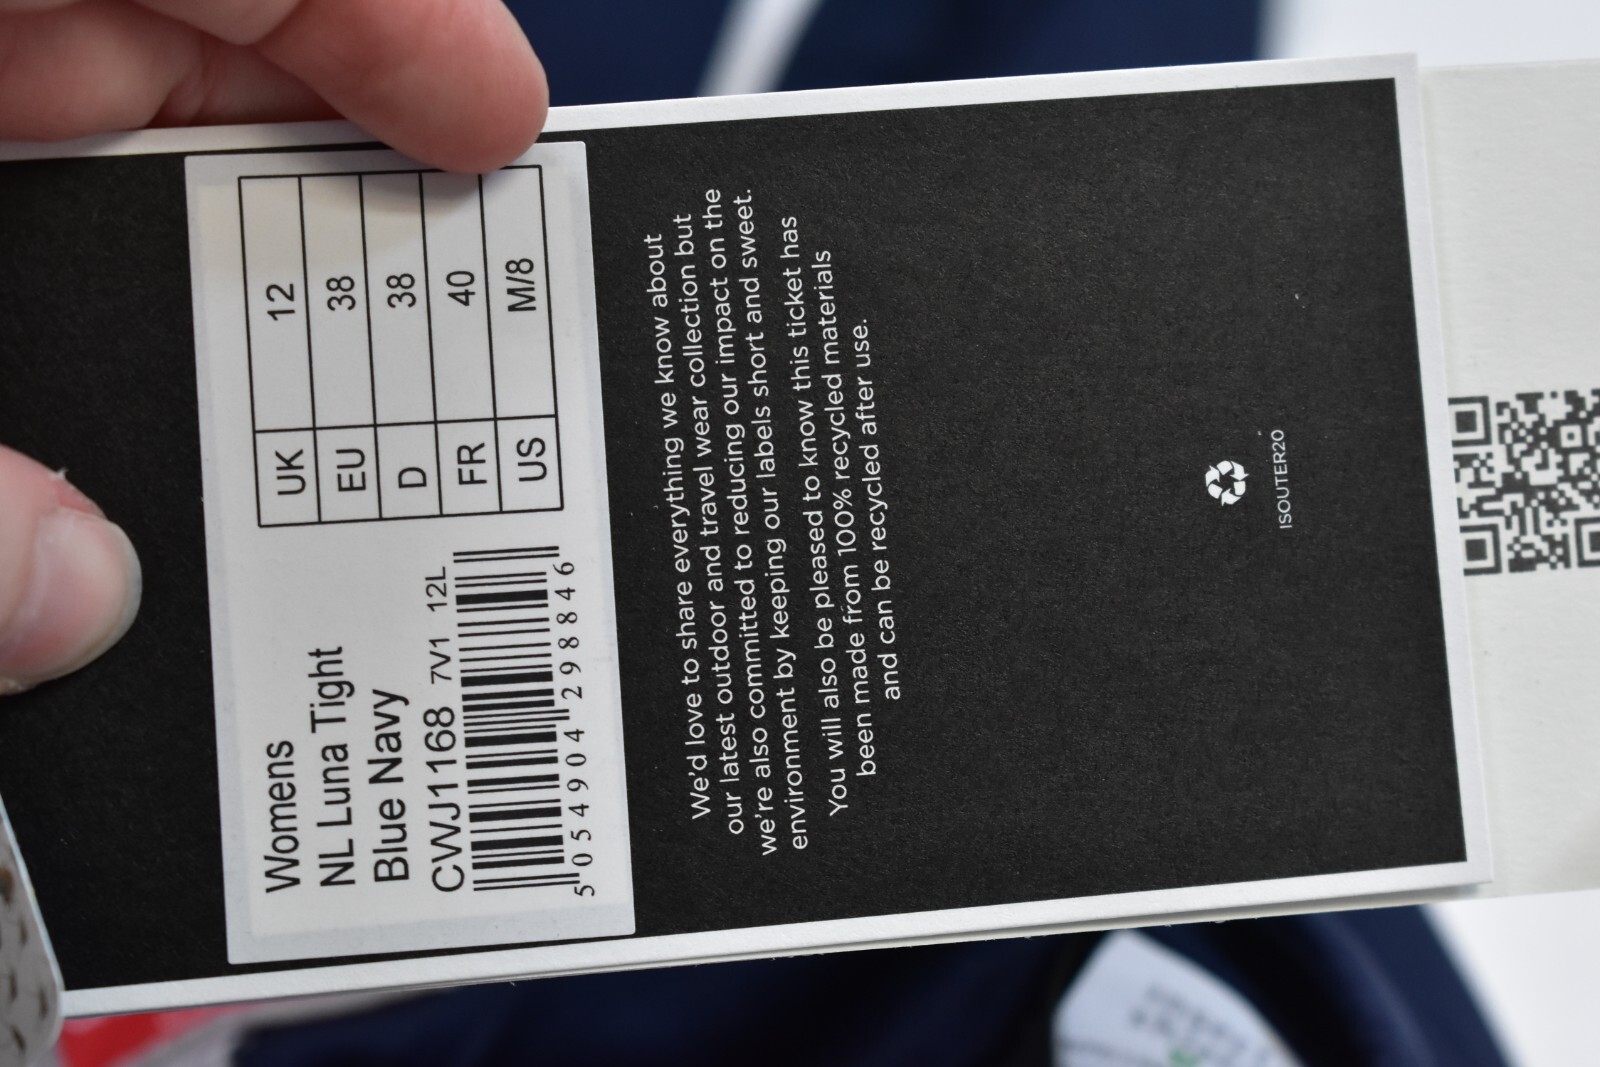 Womens
NL Luna Tight
Blue Navy
CWJ1168 7V1 12L
5 054904 298846
UK 12
EU 38
D 38
FR 40
US M/8
We'd love to share everything we know about
our latest outdoor and travel wear collection but
we're also committed to reducing our impact on the
environment by keeping our labels short and sweet.
You will also be pleased to know this ticket has
been made from 100% recycled materials
and can be recycled after use.
ISOUTER20